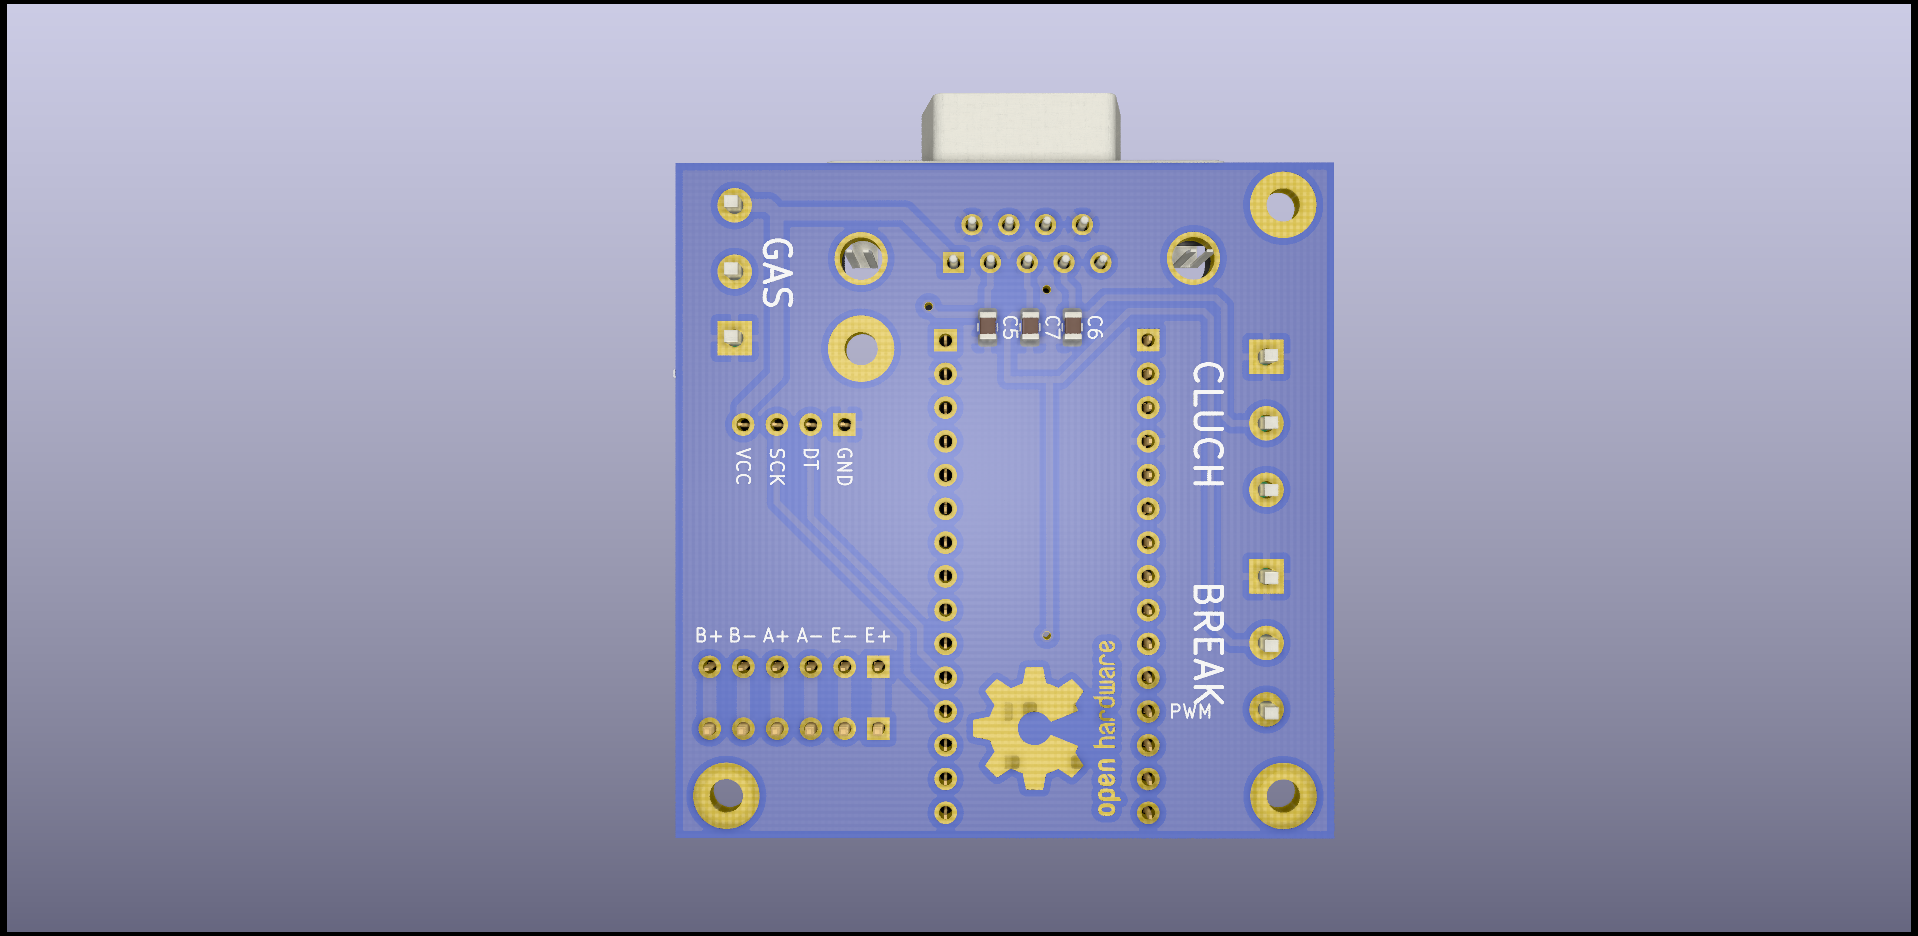 GAS
C5
C7
C6
CLUCH
VCC
SCK
DT
GND
B+ B- A+ A- E- E+
BREAK
PWM
open hardware